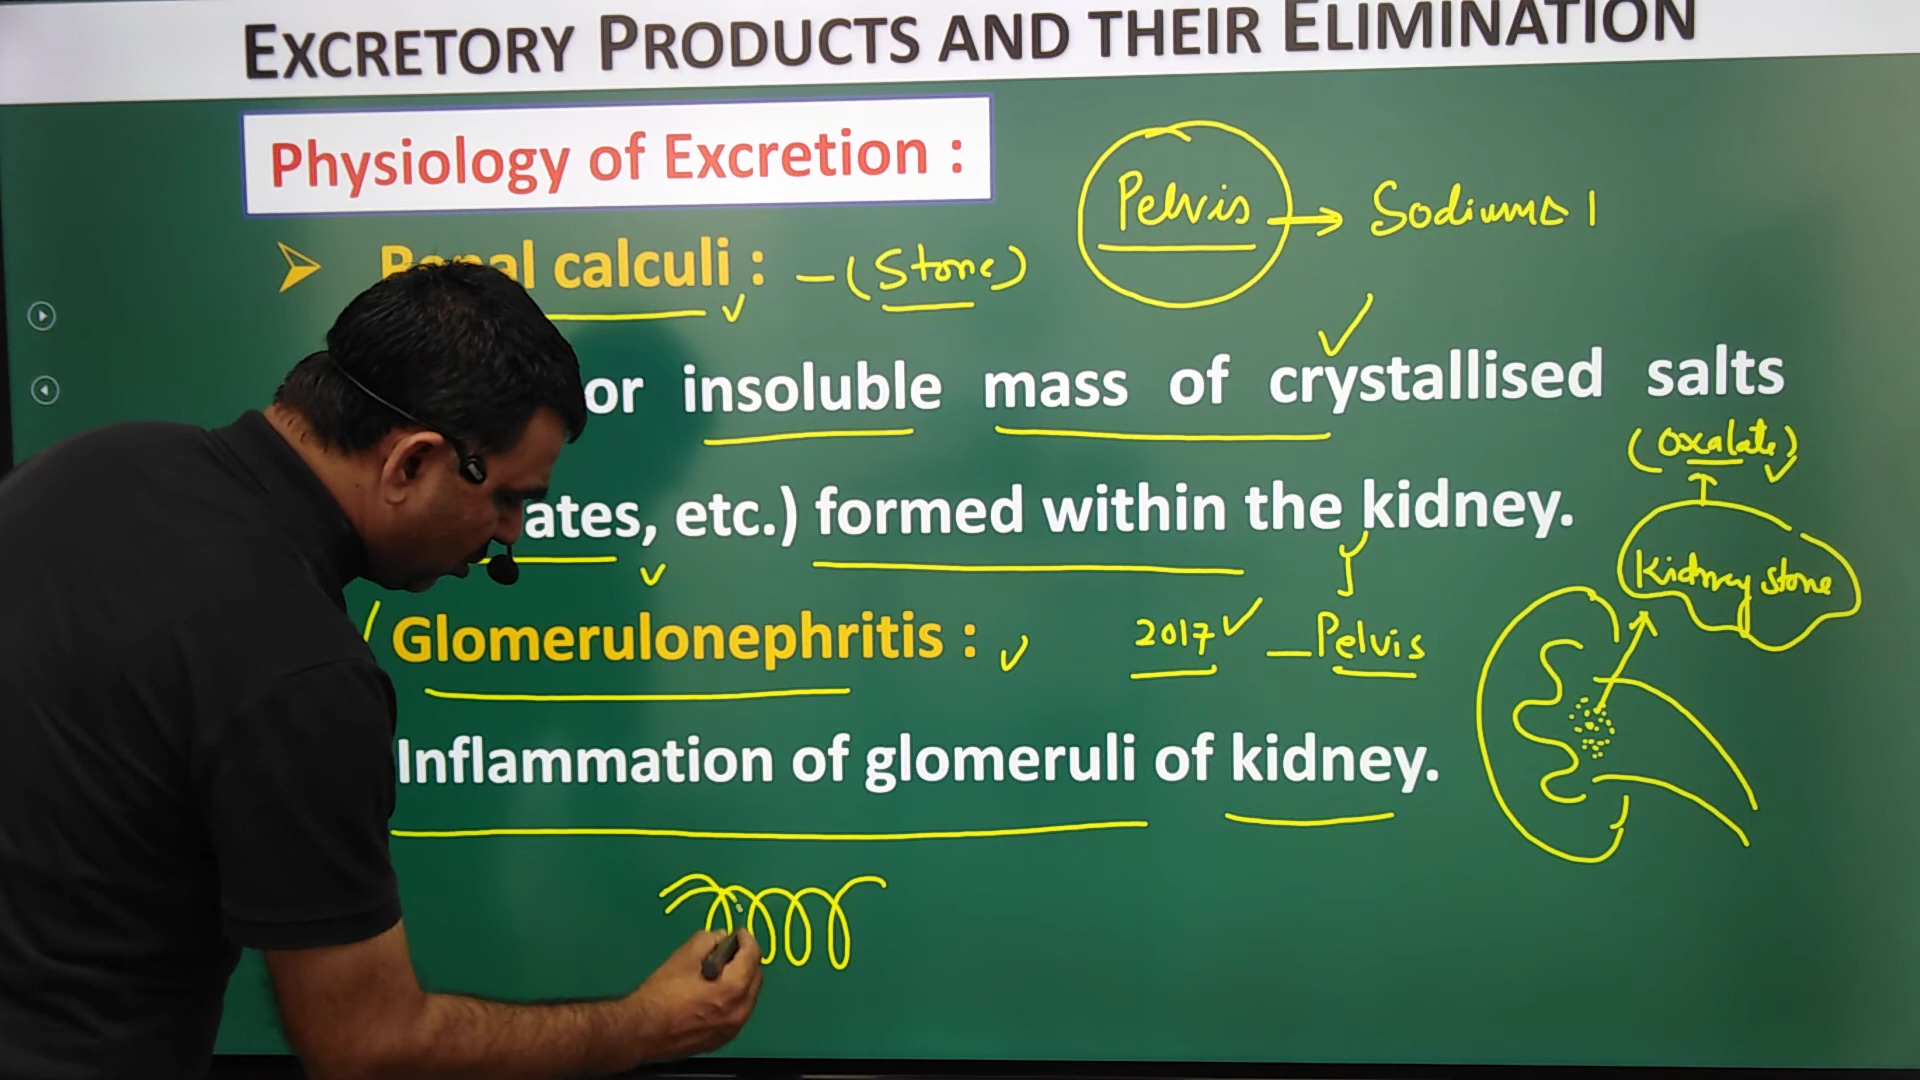 EXCRETORY PRODUCTS AND THEIR ELIMINATION
Physiology of Excretion :
Pelvis → Sodium
calculi : – (Stone)
or insoluble mass of crystallised salts
(oxalate)
ates, etc.) formed within the kidney.
Kidney stone
Glomerulonephritis : 2017 – Pelvis
Inflammation of glomeruli of kidney.